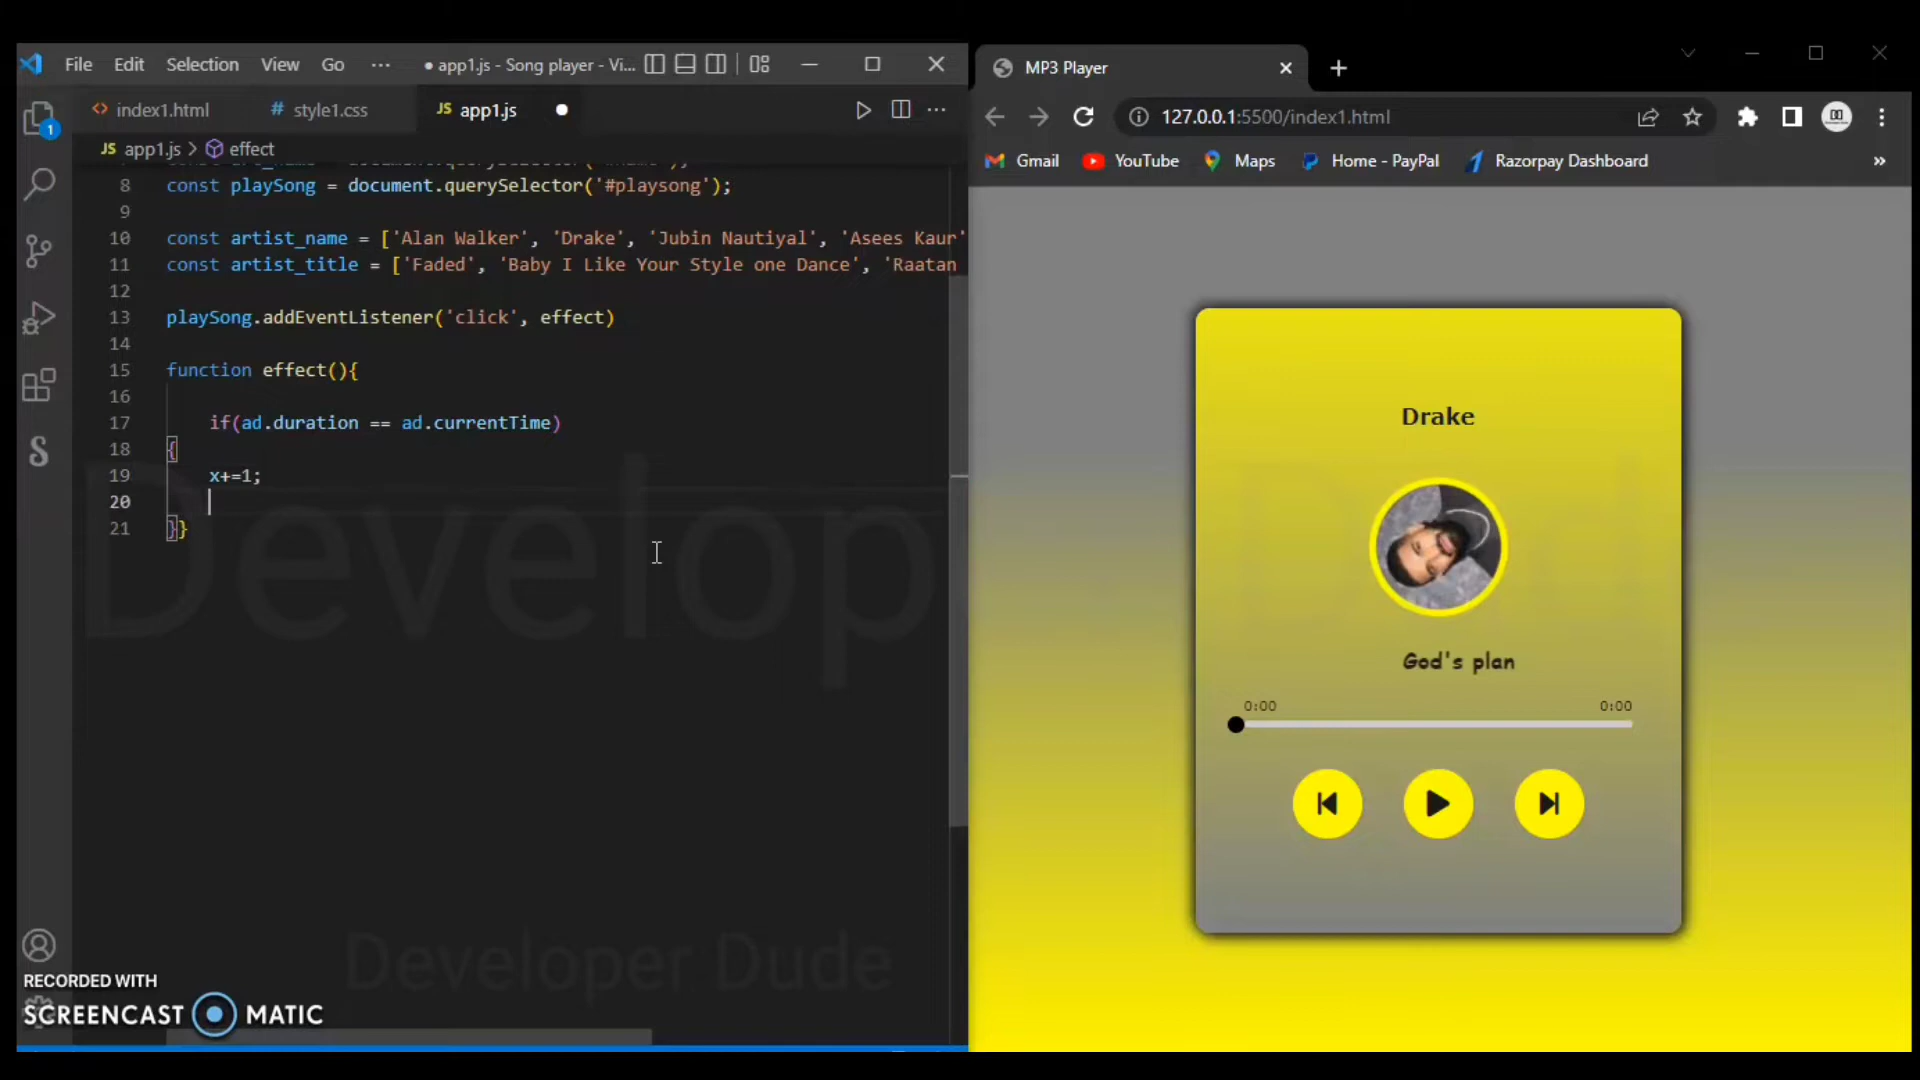 File Edit Selection View Go ··· ● app1.js - Song player - Vi...
<> index1.html # style1.css JS app1.js ●
JS app1.js > effect
8 const playSong = document.querySelector('#playsong');
9
10 const artist_name = ['Alan Walker', 'Drake', 'Jubin Nautiyal', 'Asees Kaur'
11 const artist_title = ['Faded', 'Baby I Like Your Style one Dance', 'Raatan
12
13 playSong.addEventListener('click', effect)
14
15 function effect(){
16
17 if(ad.duration == ad.currentTime)
18 {
19 x+=1;
20
21 }}
Develop
Developer Dude
RECORDED WITH
SCREENCAST MATIC
1
MP3 Player
127.0.0.1:5500/index1.html
Gmail YouTube Maps Home - PayPal Razorpay Dashboard »
Drake
God's plan
0:00 0:00